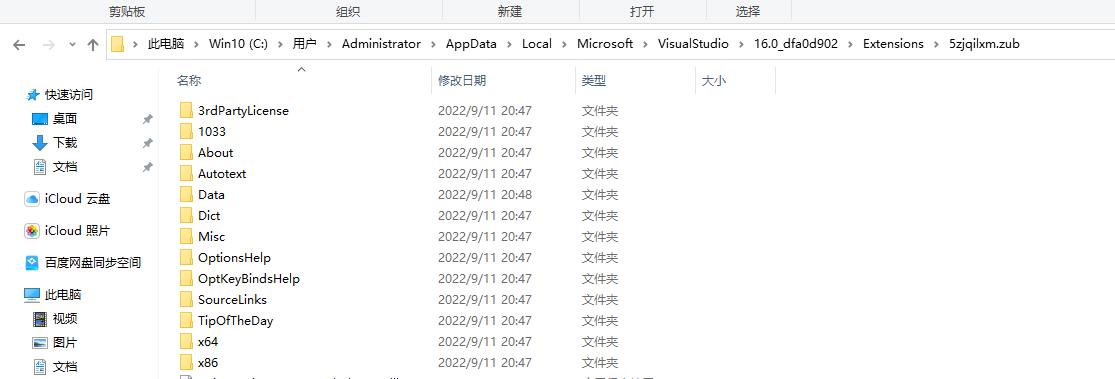 剪贴板 组织 新建 打开 选择
此电脑 Win10 (C:) 用户 Administrator AppData Local Microsoft VisualStudio 16.0_dfa0d902 Extensions 5zjqilxm.zub
名称 修改日期 类型 大小
快速访问
桌面
下载
文档
iCloud 云盘
iCloud 照片
百度网盘同步空间
此电脑
视频
图片
文档
3rdPartyLicense 2022/9/11 20:47 文件夹
1033 2022/9/11 20:47 文件夹
About 2022/9/11 20:47 文件夹
Autotext 2022/9/11 20:47 文件夹
Data 2022/9/11 20:48 文件夹
Dict 2022/9/11 20:47 文件夹
Misc 2022/9/11 20:47 文件夹
OptionsHelp 2022/9/11 20:47 文件夹
OptKeyBindsHelp 2022/9/11 20:47 文件夹
SourceLinks 2022/9/11 20:47 文件夹
TipOfTheDay 2022/9/11 20:47 文件夹
x64 2022/9/11 20:47 文件夹
x86 2022/9/11 20:47 文件夹